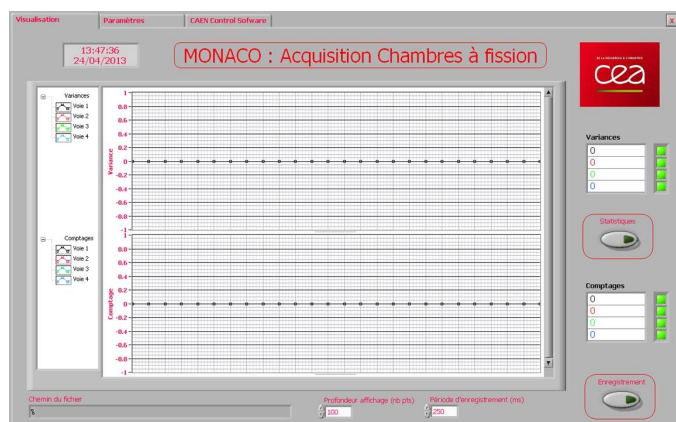 Visualisation
Paramètres
CAEN Control Sofware
x
13:47:36
24/04/2013
MONACO : Acquisition Chambres à fission
cea
Variances
Voie 1
Voie 2
Voie 3
Voie 4
Variance
1
0.8
0.6
0.4
0.2
0
-0.2
-0.4
-0.6
-0.8
-1
Comptages
Voie 1
Voie 2
Voie 3
Voie 4
Comptage
1
0.8
0.6
0.4
0.2
0
-0.2
-0.4
-0.6
-0.8
-1
Variances
0
0
0
0
Statistiques
Comptages
0
0
0
0
Enregistrement
Chemin du fichier
Profondeur affichage (nb pts)
100
Période d'enregistrement (ms)
250